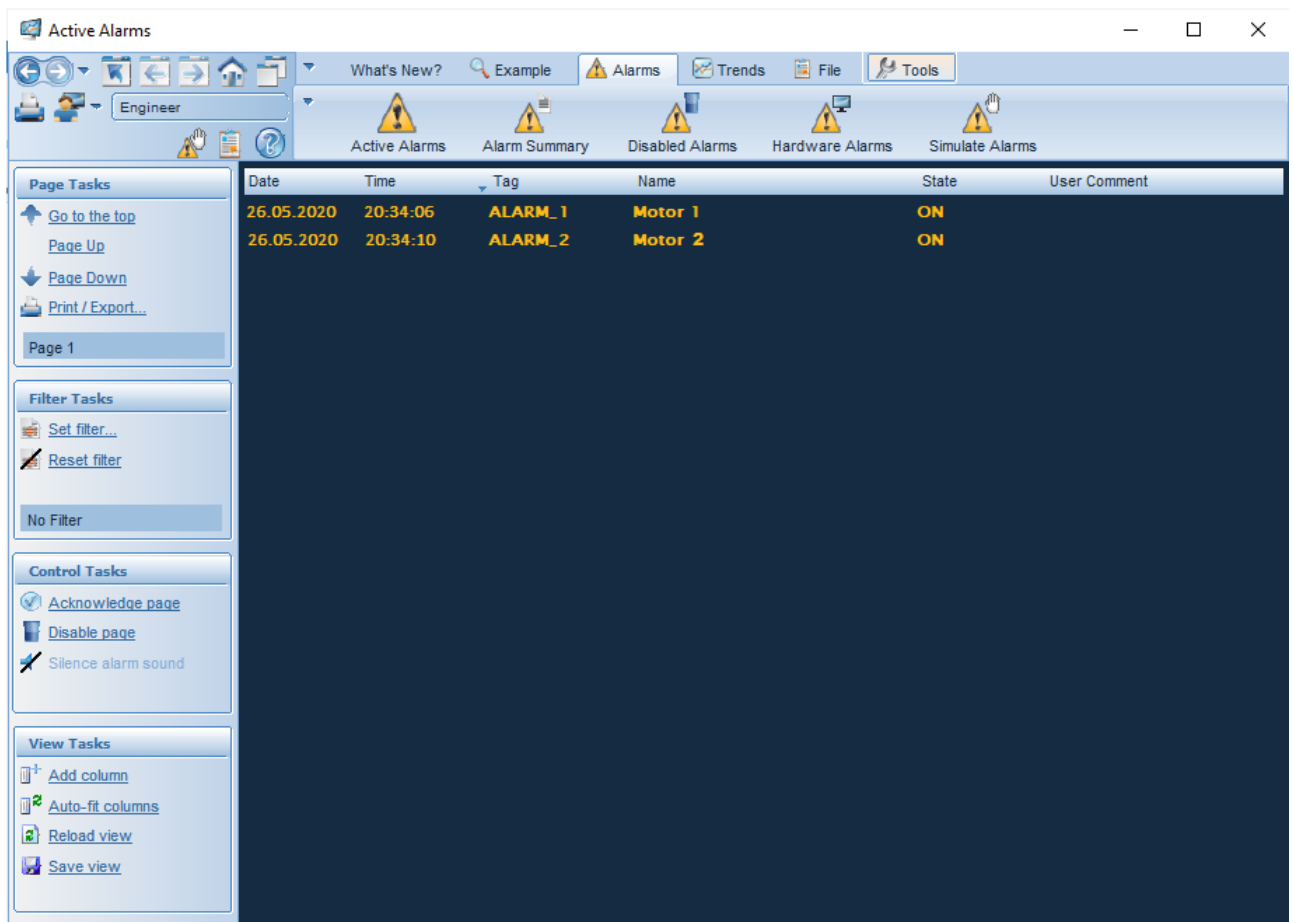 Active Alarms
What's New? Example Alarms Trends File Tools
Engineer
Active Alarms Alarm Summary Disabled Alarms Hardware Alarms Simulate Alarms
Page Tasks
Go to the top
Page Up
Page Down
Print / Export...
Page 1
Filter Tasks
Set filter...
Reset filter
No Filter
Control Tasks
Acknowledge page
Disable page
Silence alarm sound
View Tasks
Add column
Auto-fit columns
Reload view
Save view
Date Time Tag Name State User Comment
26.05.2020 20:34:06 ALARM_1 Motor 1 ON
26.05.2020 20:34:10 ALARM_2 Motor 2 ON